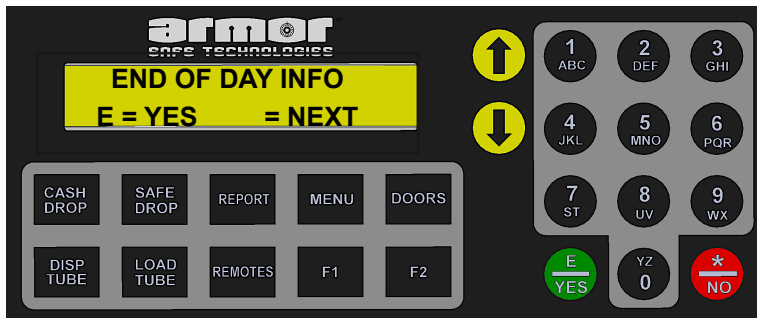 armor
SAFE TECHNOLOGIES
END OF DAY INFO
E = YES = NEXT
CASH DROP
SAFE DROP
REPORT
MENU
DOORS
DISP TUBE
LOAD TUBE
REMOTES
F1
F2
1
ABC
2
DEF
3
GHI
4
JKL
5
MNO
6
PQR
7
ST
8
UV
9
WX
E
YES
YZ
0
*
NO